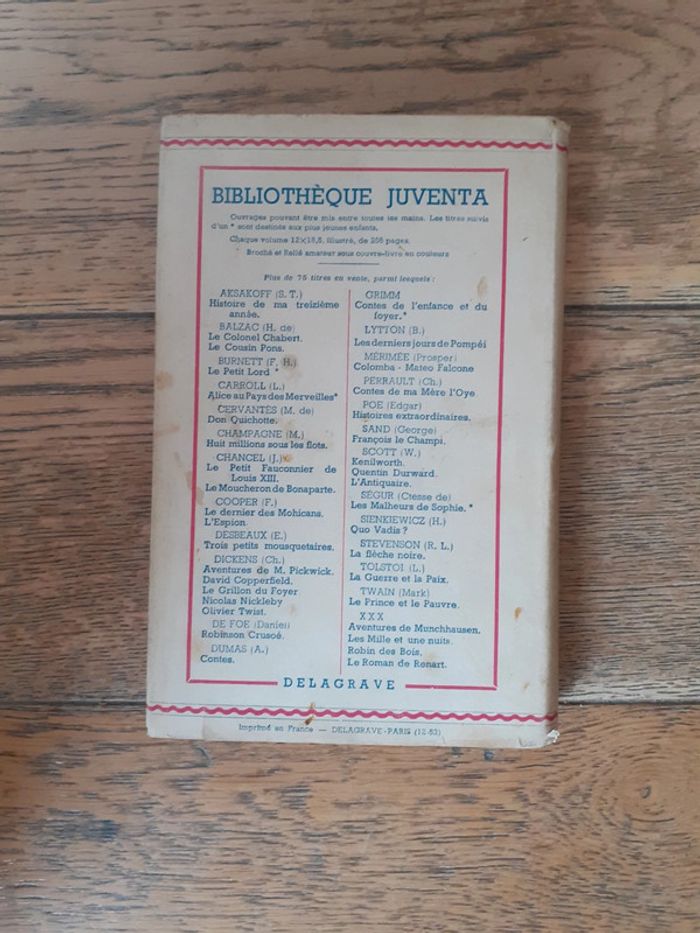 BIBLIOTHÈQUE JUVENTA
Ouvrages pouvant être mis entre toutes les mains. Les titres suivis
d'un * sont destinés aux plus jeunes enfants.
Chaque volume 12×18,5, illustré, de 256 pages.
Broché et Relié amateur sous couvre-livre en couleurs
Plus de 75 titres en vente, parmi lesquels :
AKSAKOFF (S. T.)
Histoire de ma treizième
année.
BALZAC (H. de)
Le Colonel Chabert.
Le Cousin Pons.
BURNETT (F. H.)
Le Petit Lord *
CARROLL (L.)
Alice au Pays des Merveilles*
CERVANTÈS (M. de)
Don Quichotte.
CHAMPAGNE (M.)
Huit millions sous les flots.
CHANCEL (J.)
Le Petit Fauconnier de
Louis XIII.
Le Moucheron de Bonaparte.
COOPER (F.)
Le dernier des Mohicans.
L'Espion.
DESBEAUX (E.)
Trois petits mousquetaires.
DICKENS (Ch.)
Aventures de M. Pickwick.
David Copperfield.
Le Grillon du Foyer
Nicolas Nickleby
Olivier Twist.
DE FOE (Daniel)
Robinson Crusoé.
DUMAS (A.)
Contes.
GRIMM
Contes de l'enfance et du
foyer.*
LYTTON (B.)
Les derniers jours de Pompéi
MÉRIMÉE (Prosper)
Colomba - Mateo Falcone
PERRAULT (Ch.)
Contes de ma Mère l'Oye
POE (Edgar)
Histoires extraordinaires.
SAND (George)
François le Champi.
SCOTT (W.)
Kenilworth.
Quentin Durward.
L'Antiquaire.
SÉGUR (Ctesse de)
Les Malheurs de Sophie. *
SIENKIEWICZ (H.)
Quo Vadis ?
STEVENSON (R. L.)
La flèche noire.
TOLSTOI (L.)
La Guerre et la Paix.
TWAIN (Mark)
Le Prince et le Pauvre.
X X X
Aventures de Munchhausen.
Les Mille et une nuits.
Robin des Bois.
Le Roman de Renart.
DELAGRAVE
Imprimé en France — DELAGRAVE-PARIS (12-53)